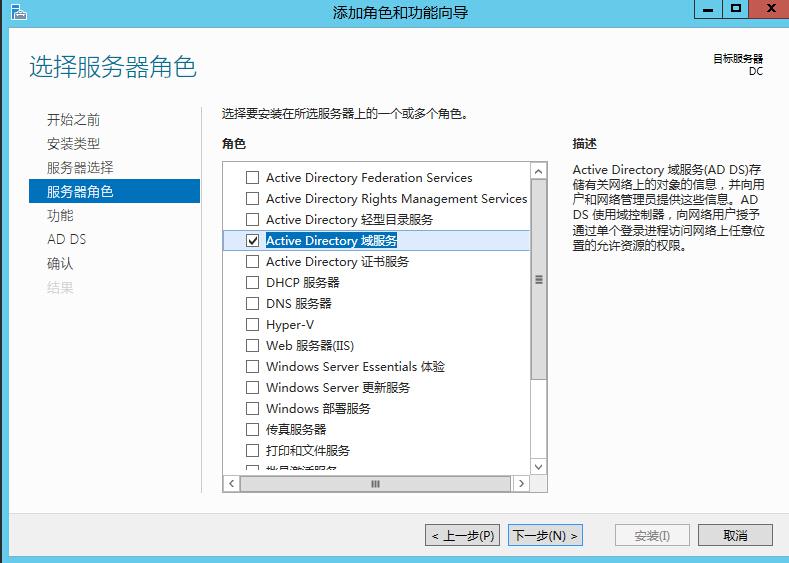 添加角色和功能向导
选择服务器角色
目标服务器
DC
开始之前
安装类型
服务器选择
服务器角色
功能
AD DS
确认
结果
选择要安装在所选服务器上的一个或多个角色。
角色
Active Directory Federation Services
Active Directory Rights Management Services
Active Directory 轻型目录服务
Active Directory 域服务
Active Directory 证书服务
DHCP 服务器
DNS 服务器
Hyper-V
Web 服务器(IIS)
Windows Server Essentials 体验
Windows Server 更新服务
Windows 部署服务
传真服务器
打印和文件服务
批量激活服务
描述
Active Directory 域服务(AD DS)存
储有关网络上的对象的信息，并向用
户和网络管理员提供这些信息。AD
DS 使用域控制器，向网络用户授予
通过单个登录进程访问网络上任意位
置的允许资源的权限。
< 上一步(P)
下一步(N) >
安装(I)
取消